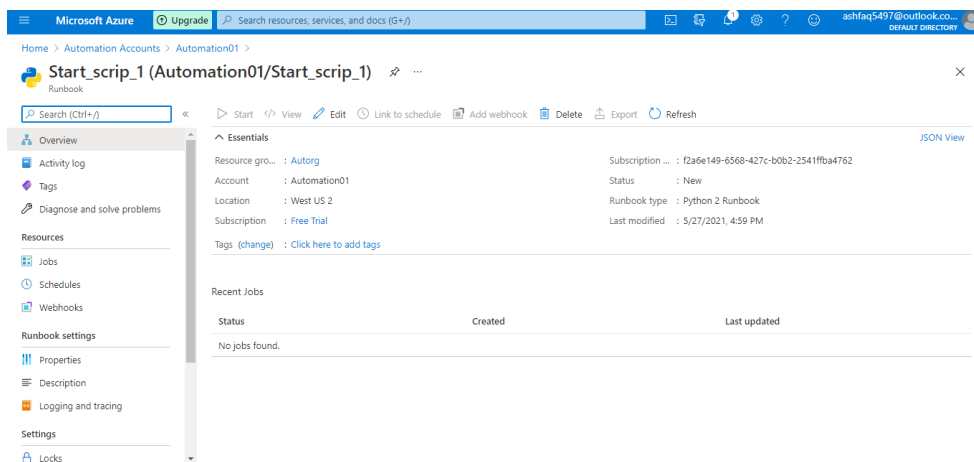 Microsoft Azure Upgrade Search resources, services, and docs (G+/) 1 ashfaq5497@outlook.co...
DEFAULT DIRECTORY
Home > Automation Accounts > Automation01 >
Start_scrip_1 (Automation01/Start_scrip_1) ...
Runbook
Search (Ctrl+/) « Start View Edit Link to schedule Add webhook Delete Export Refresh
Overview
Activity log
Tags
Diagnose and solve problems
Resources
Jobs
Schedules
Webhooks
Runbook settings
Properties
Description
Logging and tracing
Settings
Locks
Essentials JSON View
Resource gro... : Autorg
Account : Automation01
Location : West US 2
Subscription : Free Trial
Tags (change) : Click here to add tags
Subscription ... : f2a6e149-6568-427c-b0b2-2541ffba4762
Status : New
Runbook type : Python 2 Runbook
Last modified : 5/27/2021, 4:59 PM
Recent Jobs
Status Created Last updated
No jobs found.